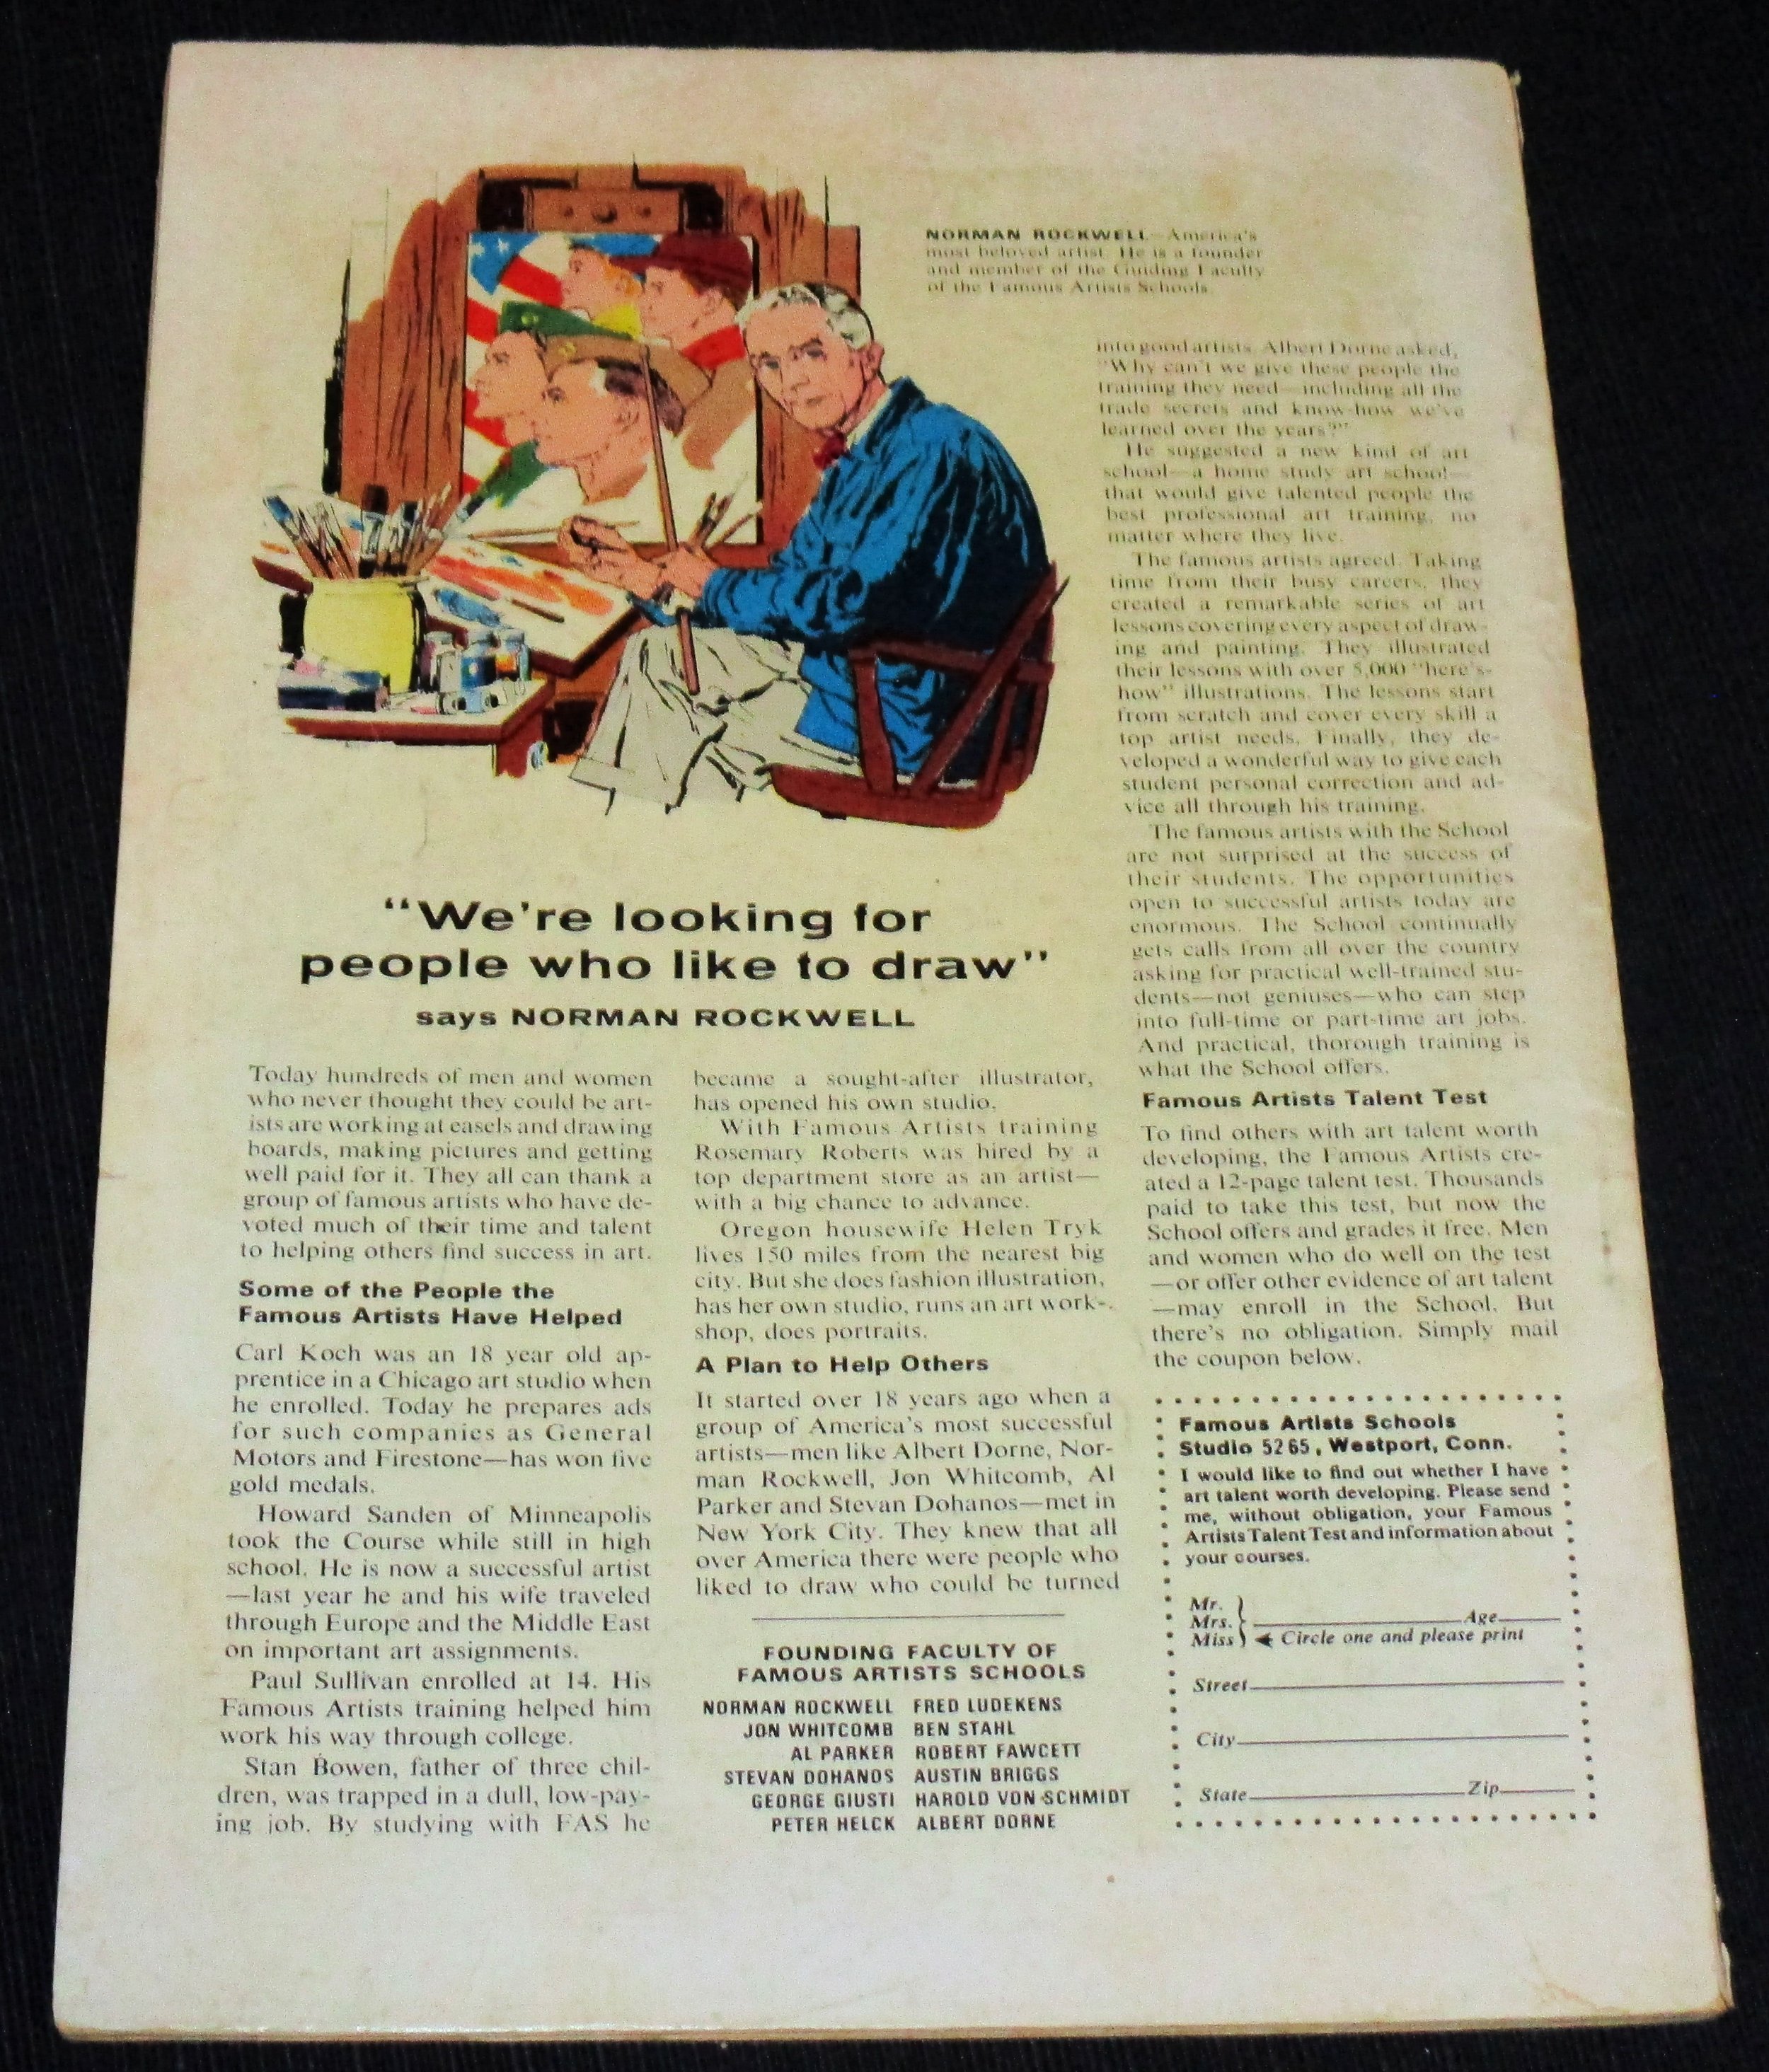 NORMAN ROCKWELL—America's
most beloved artist. He is a founder
and member of the Guiding Faculty
of the Famous Artists Schools.
"We're looking for
people who like to draw"
says NORMAN ROCKWELL
Today hundreds of men and women
who never thought they could be art-
ists are working at easels and drawing
boards, making pictures and getting
well paid for it. They all can thank a
group of famous artists who have de-
voted much of their time and talent
to helping others find success in art.
Some of the People the
Famous Artists Have Helped
Carl Koch was an 18 year old ap-
prentice in a Chicago art studio when
he enrolled. Today he prepares ads
for such companies as General
Motors and Firestone—has won five
gold medals.
Howard Sanden of Minneapolis
took the Course while still in high
school. He is now a successful artist
—last year he and his wife traveled
through Europe and the Middle East
on important art assignments.
Paul Sullivan enrolled at 14. His
Famous Artists training helped him
work his way through college.
Stan Bowen, father of three chil-
dren, was trapped in a dull, low-pay-
ing job. By studying with FAS he
became a sought-after illustrator,
has opened his own studio.
With Famous Artists training
Rosemary Roberts was hired by a
top department store as an artist—
with a big chance to advance.
Oregon housewife Helen Tryk
lives 150 miles from the nearest big
city. But she does fashion illustration,
has her own studio, runs an art work-
shop, does portraits.
A Plan to Help Others
It started over 18 years ago when a
group of America's most successful
artists—men like Albert Dorne, Nor-
man Rockwell, Jon Whitcomb, Al
Parker and Stevan Dohanos—met in
New York City. They knew that all
over America there were people who
liked to draw who could be turned
into good artists. Albert Dorne asked,
"Why can't we give these people the
training they need—including all the
trade secrets and know-how we've
learned over the years?"
He suggested a new kind of art
school—a home study art school—
that would give talented people the
best professional art training, no
matter where they live.
The famous artists agreed. Taking
time from their busy careers, they
created a remarkable series of art
lessons covering every aspect of draw-
ing and painting. They illustrated
their lessons with over 5,000 "here's-
how" illustrations. The lessons start
from scratch and cover every skill a
top artist needs. Finally, they de-
veloped a wonderful way to give each
student personal correction and ad-
vice all through his training.
The famous artists with the School
are not surprised at the success of
their students. The opportunities
open to successful artists today are
enormous. The School continually
gets calls from all over the country
asking for practical well-trained stu-
dents—not geniuses—who can step
into full-time or part-time art jobs.
And practical, thorough training is
what the School offers.
Famous Artists Talent Test
To find others with art talent worth
developing, the Famous Artists cre-
ated a 12-page talent test. Thousands
paid to take this test, but now the
School offers and grades it free. Men
and women who do well on the test
—or offer other evidence of art talent
—may enroll in the School. But
there's no obligation. Simply mail
the coupon below.
FOUNDING FACULTY OF
FAMOUS ARTISTS SCHOOLS
NORMAN ROCKWELL FRED LUDEKENS
JON WHITCOMB BEN STAHL
AL PARKER ROBERT FAWCETT
STEVAN DOHANOS AUSTIN BRIGGS
GEORGE GIUSTI HAROLD VON SCHMIDT
PETER HELCK ALBERT DORNE
Famous Artists Schools
Studio 5265, Westport, Conn.
I would like to find out whether I have
art talent worth developing. Please send
me, without obligation, your Famous
Artists Talent Test and information about
your courses.
Mr.
Mrs. Age
Miss Circle one and please print
Street
City
State Zip